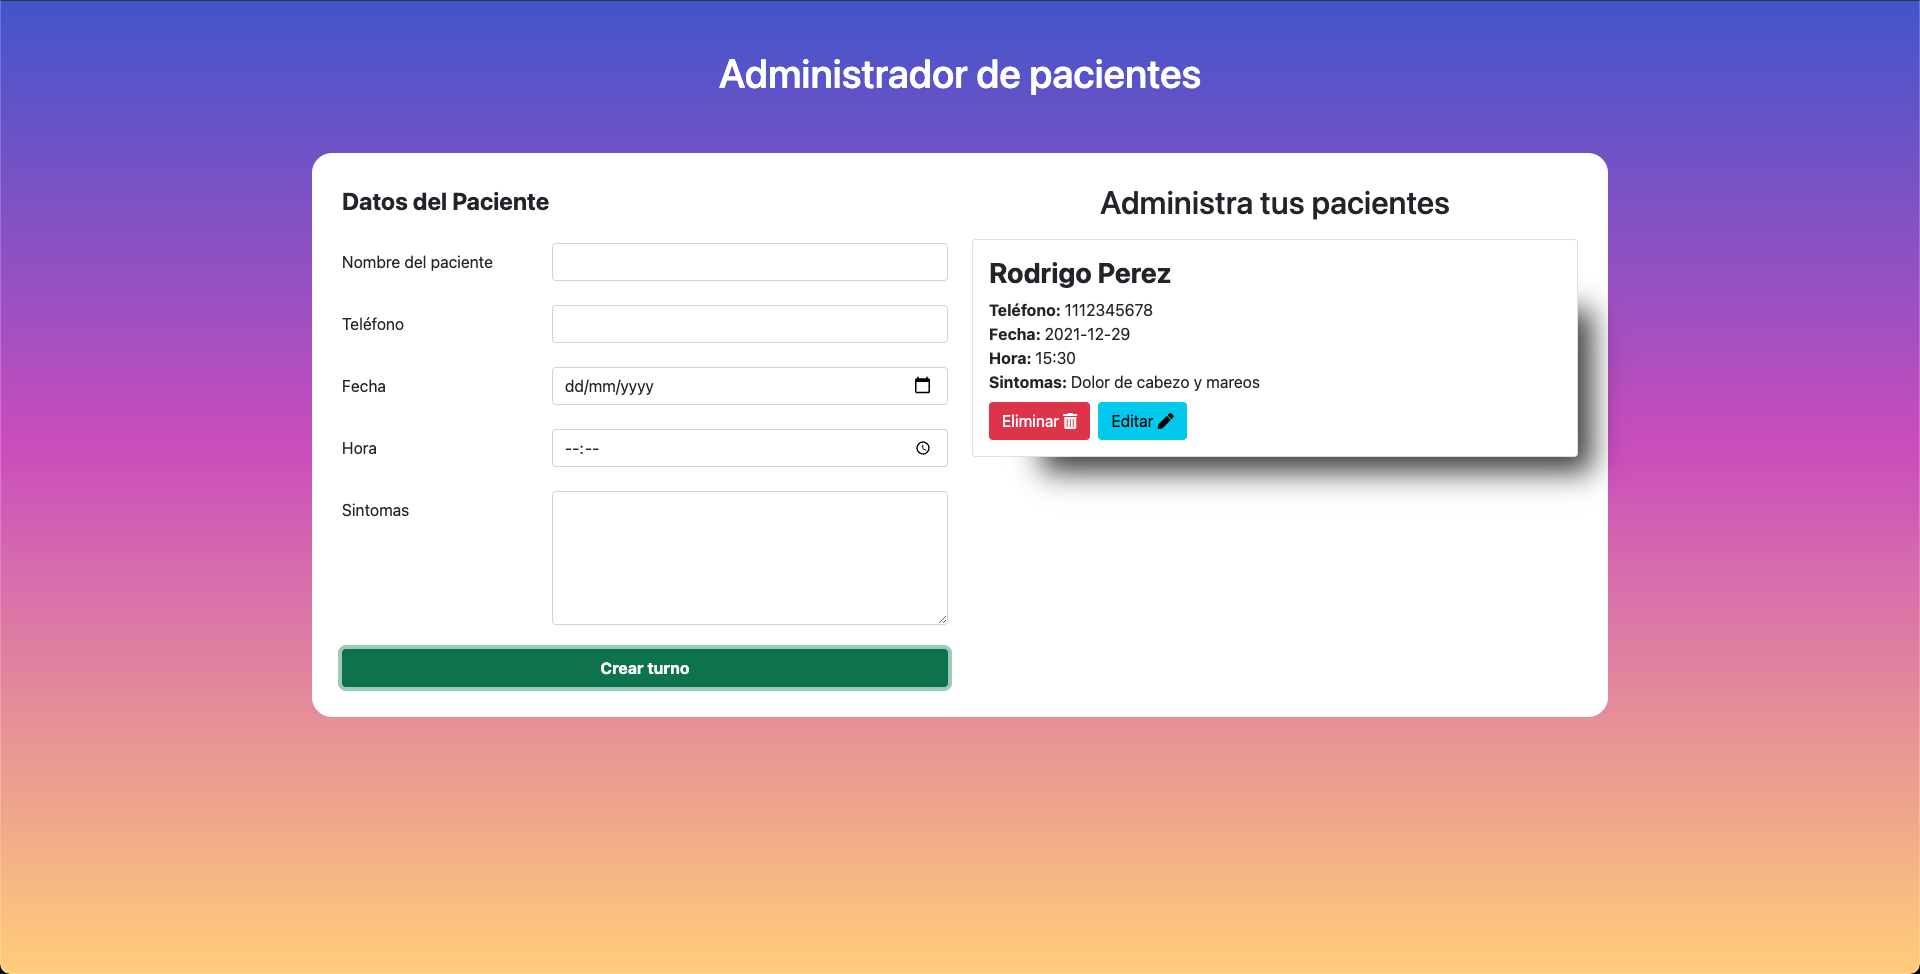 Administrador de pacientes
Datos del Paciente
Nombre del paciente
Teléfono
Fecha
dd/mm/yyyy
Hora
--:--
Sintomas
Crear turno
Administra tus pacientes
Rodrigo Perez
Teléfono: 1112345678
Fecha: 2021-12-29
Hora: 15:30
Sintomas: Dolor de cabezo y mareos
Eliminar
Editar